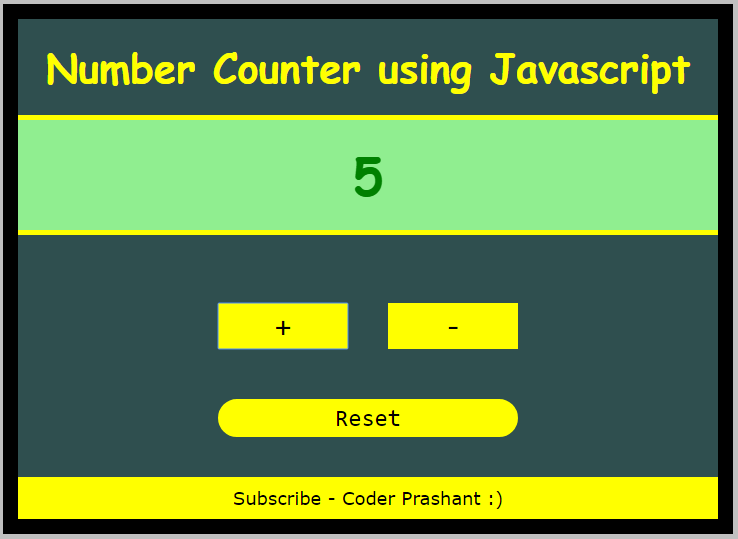 Number Counter using Javascript
5
+ -
Reset
Subscribe - Coder Prashant :)